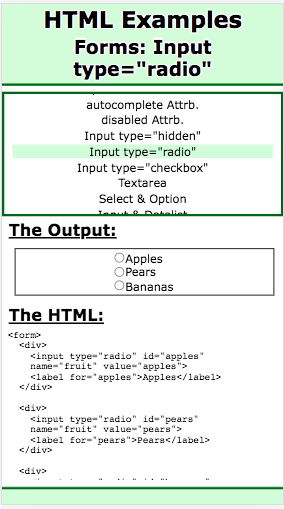 HTML Examples
Forms: Input
type="radio"
autocomplete Attrb.
disabled Attrb.
Input type="hidden"
Input type="radio"
Input type="checkbox"
Textarea
Select & Option
Input & Datalist
The Output:
Apples
Pears
Bananas
The HTML:
<form>
  <div>
    <input type="radio" id="apples"
    name="fruit" value="apples">
    <label for="apples">Apples</label>
  </div>

  <div>
    <input type="radio" id="pears"
    name="fruit" value="pears">
    <label for="pears">Pears</label>
  </div>

  <div>